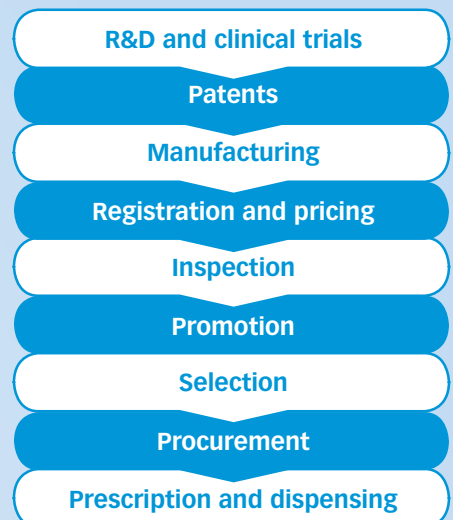 R&D and clinical trials
Patents
Manufacturing
Registration and pricing
Inspection
Promotion
Selection
Procurement
Prescription and dispensing